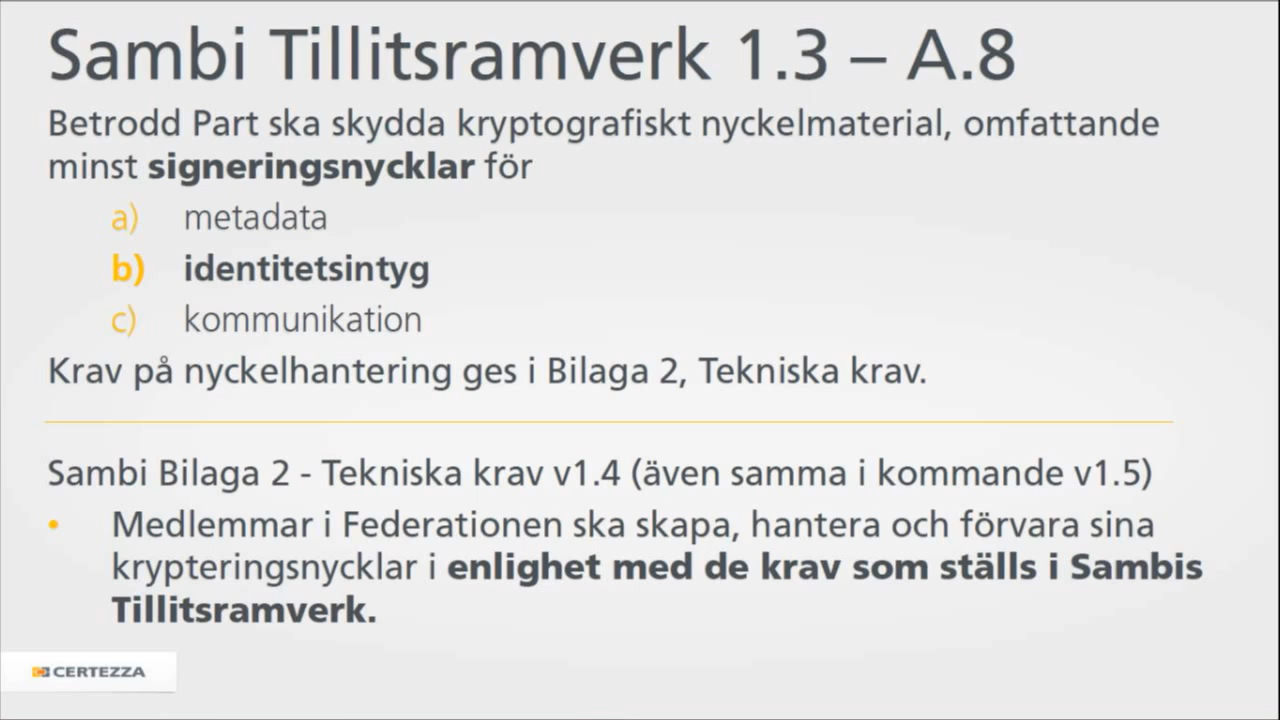 Sambi Tillitsramverk 1.3 – A.8
Betrodd Part ska skydda kryptografiskt nyckelmaterial, omfattande
minst signeringsnycklar för
a) metadata
b) identitetsintyg
c) kommunikation
Krav på nyckelhantering ges i Bilaga 2, Tekniska krav.
Sambi Bilaga 2 - Tekniska krav v1.4 (även samma i kommande v1.5)
• Medlemmar i Federationen ska skapa, hantera och förvara sina
krypteringsnycklar i enlighet med de krav som ställs i Sambis
Tillitsramverk.
CERTEZZA